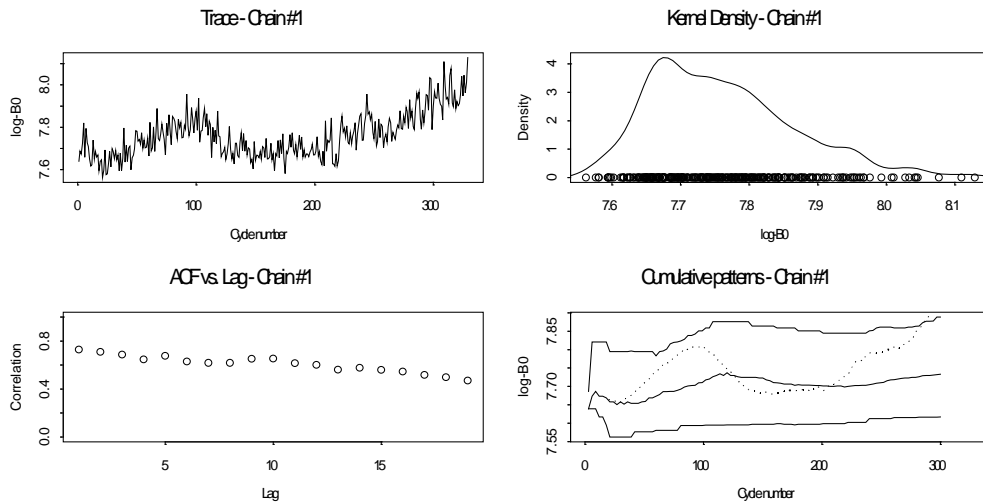 Trace - Chain #1
log-B0
8.0
7.8
7.6
0
100
200
300
Cycle number
Kernel Density - Chain #1
Density
4
3
2
1
0
7.6
7.7
7.8
7.9
8.0
8.1
log-B0
ACF vs. Lag - Chain #1
Correlation
0.8
0.4
0.0
5
10
15
Lag
Cumulative patterns - Chain #1
log-B0
7.85
7.70
7.55
0
100
200
300
Cycle number